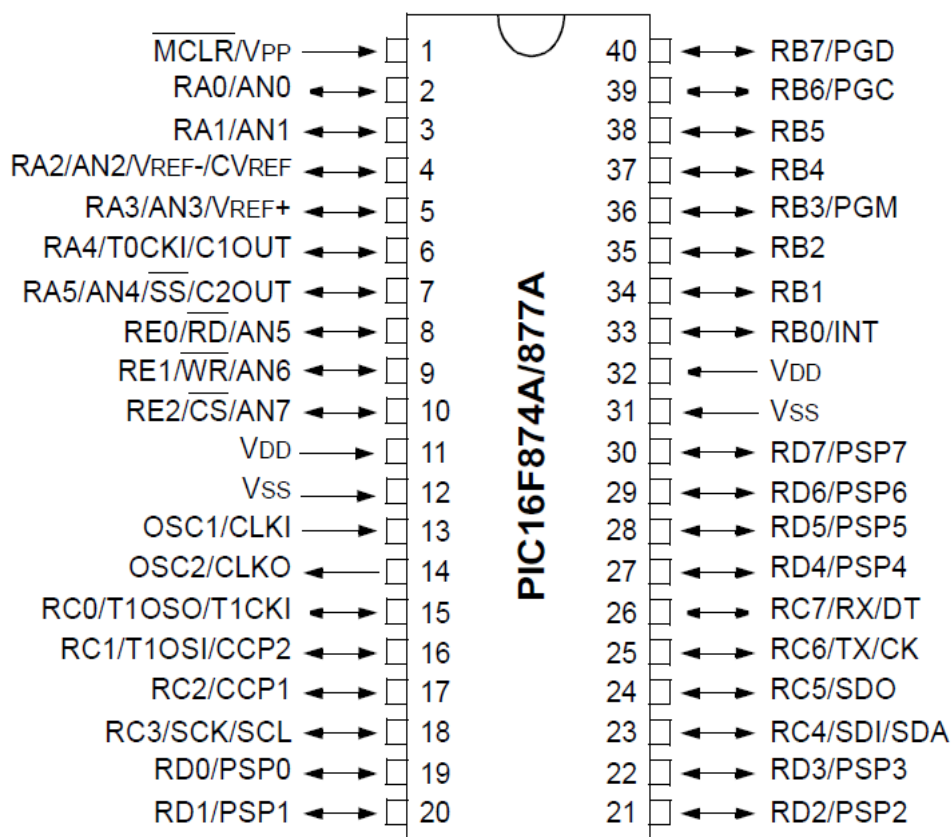 MCLR/VPP 1 40 RB7/PGD
RA0/AN0 2 39 RB6/PGC
RA1/AN1 3 38 RB5
RA2/AN2/VREF-/CVREF 4 37 RB4
RA3/AN3/VREF+ 5 36 RB3/PGM
RA4/T0CKI/C1OUT 6 35 RB2
RA5/AN4/SS/C2OUT 7 34 RB1
RE0/RD/AN5 8 33 RB0/INT
RE1/WR/AN6 9 32 VDD
RE2/CS/AN7 10 31 VSS
VDD 11 30 RD7/PSP7
VSS 12 29 RD6/PSP6
OSC1/CLKI 13 28 RD5/PSP5
OSC2/CLKO 14 27 RD4/PSP4
RC0/T1OSO/T1CKI 15 26 RC7/RX/DT
RC1/T1OSI/CCP2 16 25 RC6/TX/CK
RC2/CCP1 17 24 RC5/SDO
RC3/SCK/SCL 18 23 RC4/SDI/SDA
RD0/PSP0 19 22 RD3/PSP3
RD1/PSP1 20 21 RD2/PSP2
PIC16F874A/877A